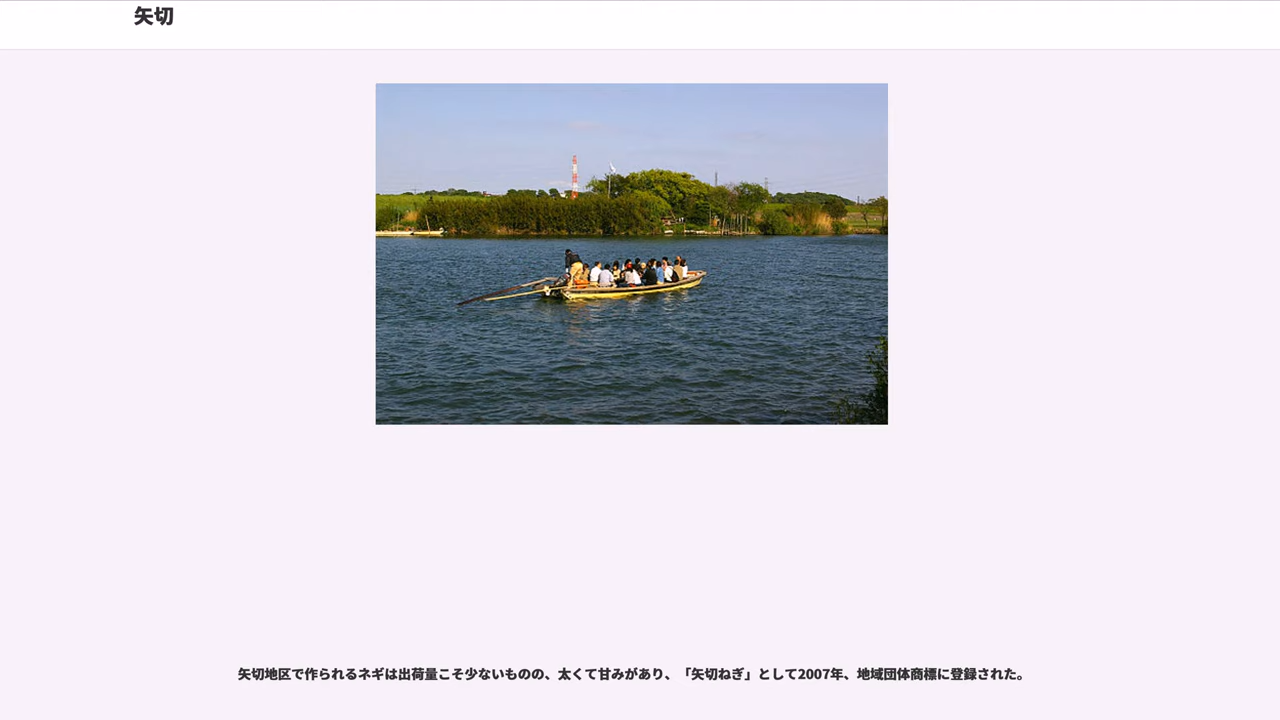 矢切
矢切地区で作られるネギは出荷量こそ少ないものの、太くて甘みがあり、「矢切ねぎ」として2007年、地域団体商標に登録された。